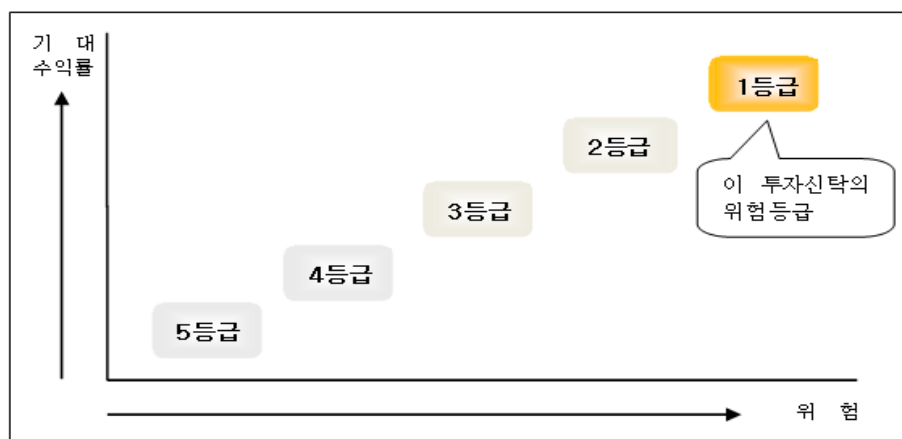 기 대
수익률
1등급
2등급
이 투자신탁의
위험등급
3등급
4등급
5등급
위 험